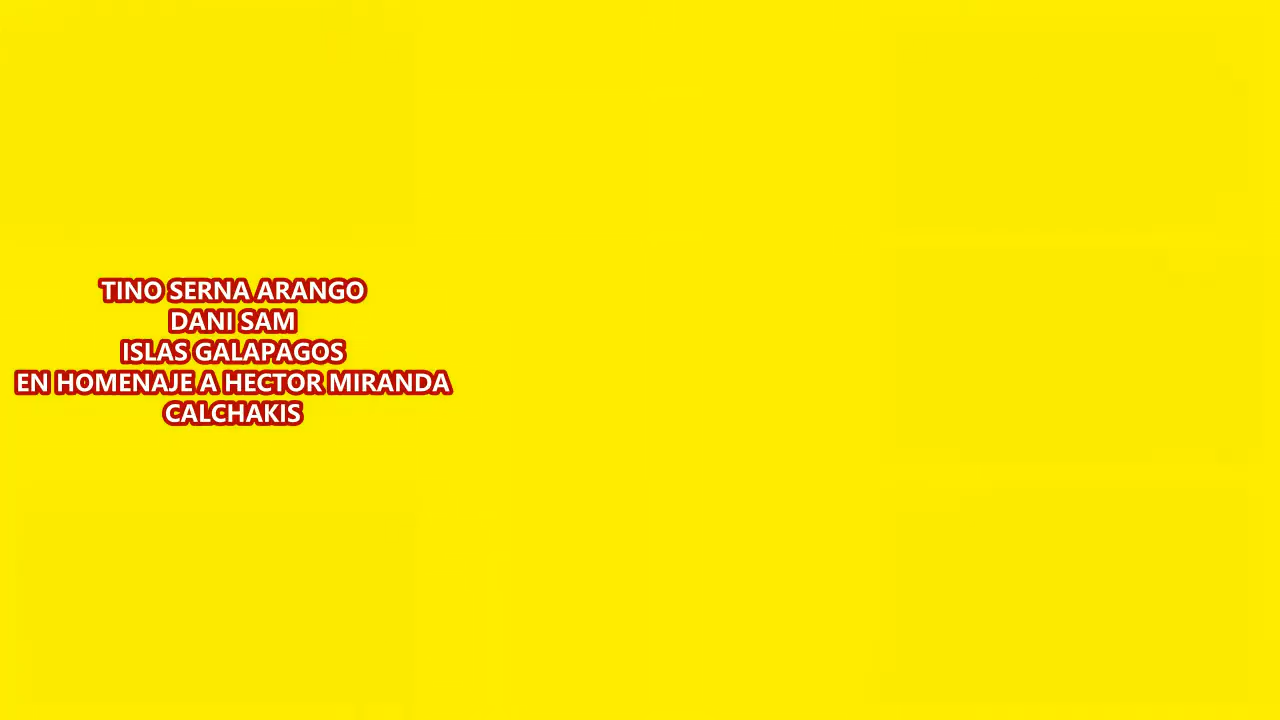 TINO SERNA ARANGO
DANI SAM
ISLAS GALAPAGOS
EN HOMENAJE A HECTOR MIRANDA
CALCHAKIS